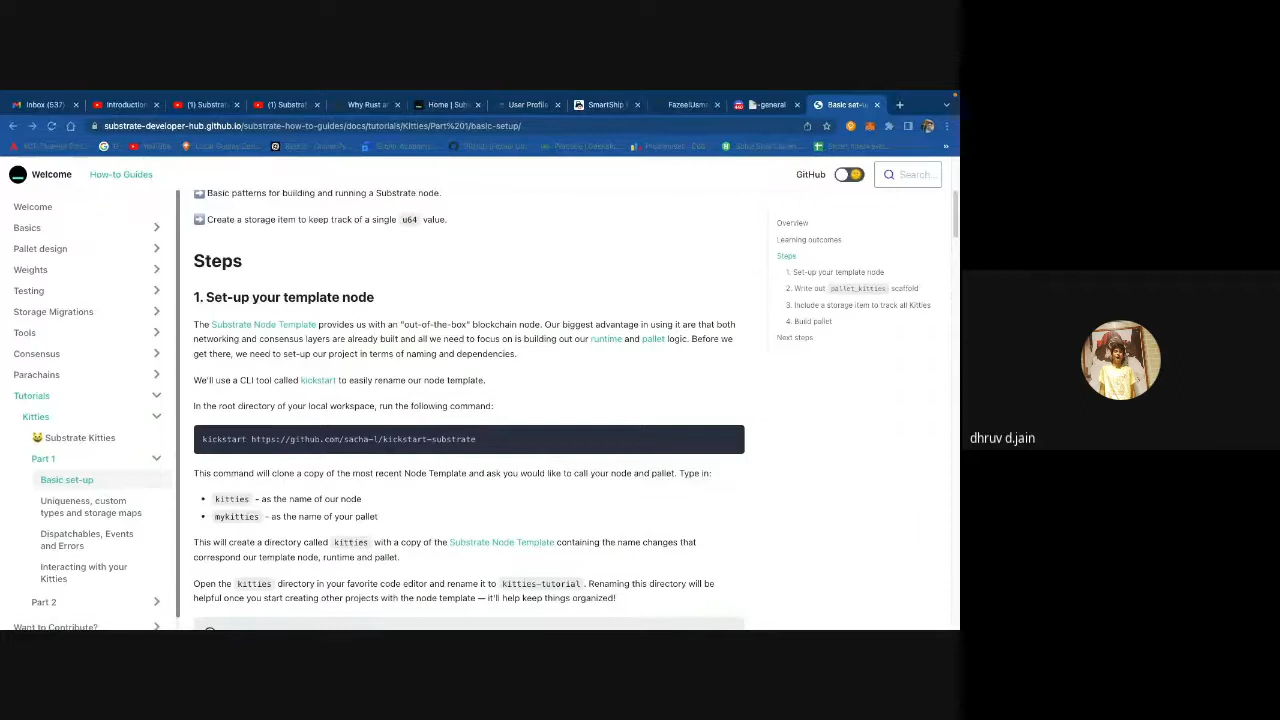 Inbox (537)
Introduction
(1) Substrat
(1) Substrat
Why Rust ar
Home | Sub
User Profile
SmartShip
FazeelUsma
-general
Basic set-u
substrate-developer-hub.github.io/substrate-how-to-guides/docs/tutorials/Kitties/Part%201/basic-setup/
YouTube
Welcome
How-to Guides
GitHub
Search...
Welcome
Basics
Pallet design
Weights
Testing
Storage Migrations
Tools
Consensus
Parachains
Tutorials
Kitties
Substrate Kitties
Part 1
Basic set-up
Uniqueness, custom
types and storage maps
Dispatchables, Events
and Errors
Interacting with your
Kitties
Part 2
Want to Contribute?
Basic patterns for building and running a Substrate node.
Create a storage item to keep track of a single u64 value.
Steps
1. Set-up your template node
The Substrate Node Template provides us with an "out-of-the-box" blockchain node. Our biggest advantage in using it are that both
networking and consensus layers are already built and all we need to focus on is building out our runtime and pallet logic. Before we
get there, we need to set-up our project in terms of naming and dependencies.
We'll use a CLI tool called kickstart to easily rename our node template.
In the root directory of your local workspace, run the following command:
kickstart https://github.com/sacha-l/kickstart-substrate
This command will clone a copy of the most recent Node Template and ask you would like to call your node and pallet. Type in:
• kitties - as the name of our node
• mykitties - as the name of your pallet
This will create a directory called kitties with a copy of the Substrate Node Template containing the name changes that
correspond our template node, runtime and pallet.
Open the kitties directory in your favorite code editor and rename it to kitties-tutorial. Renaming this directory will be
helpful once you start creating other projects with the node template — it'll help keep things organized!
Overview
Learning outcomes
Steps
1. Set-up your template node
2. Write out pallet_kitties scaffold
3. Include a storage item to track all Kitties
4. Build pallet
Next steps
dhruv d.jain